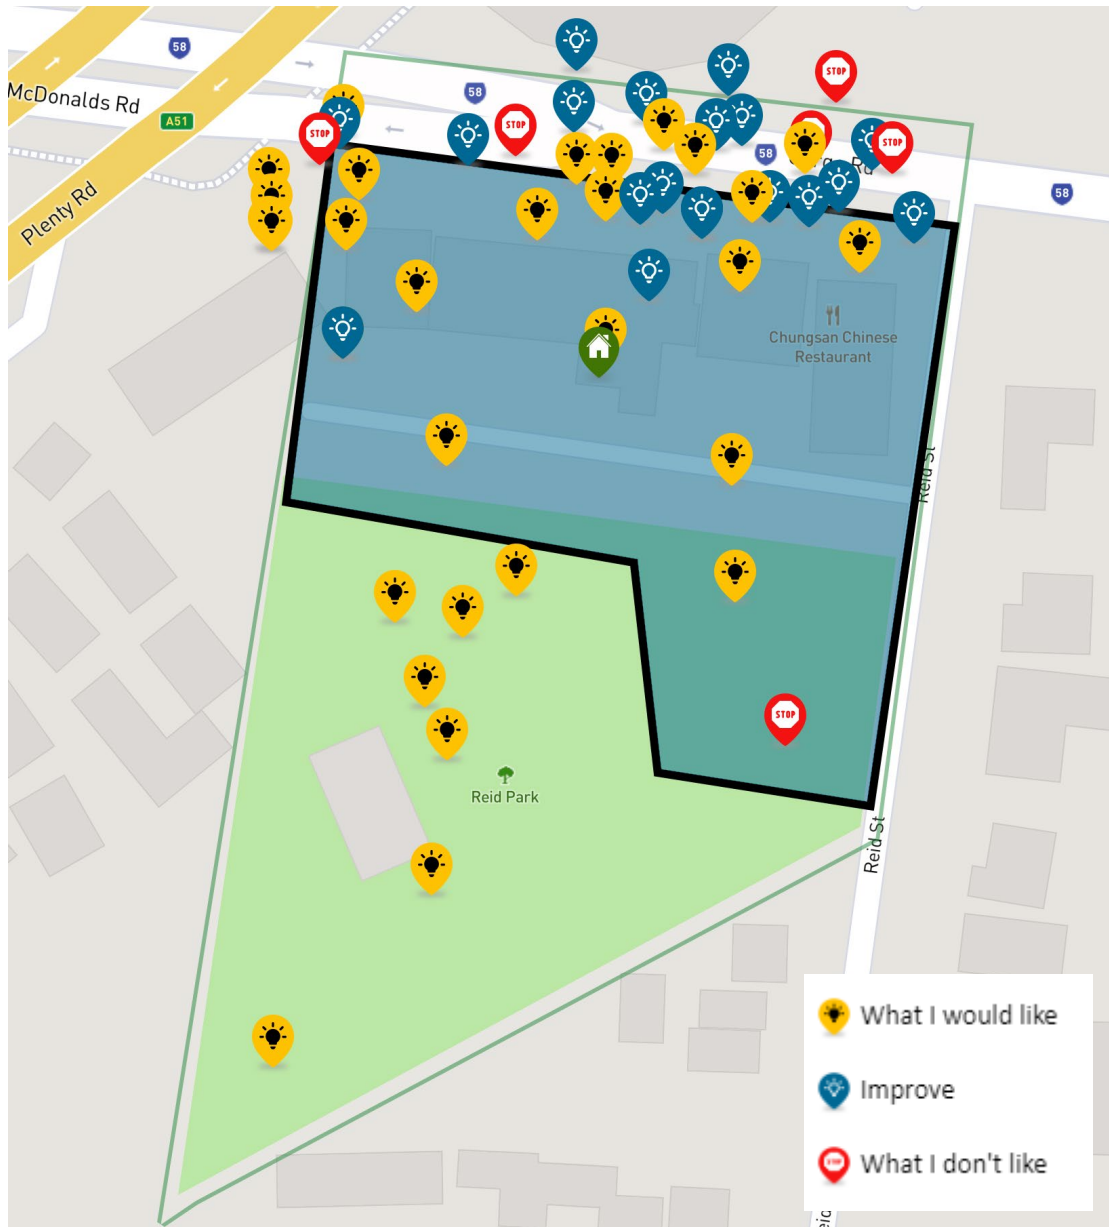 58
McDonalds Rd
A51
Plenty Rd
58
STOP
STOP
STOP
STOP
58
58
Chungsan Chinese
Restaurant
Reid St
STOP
Reid Park
Reid St
What I would like
Improve
What I don't like